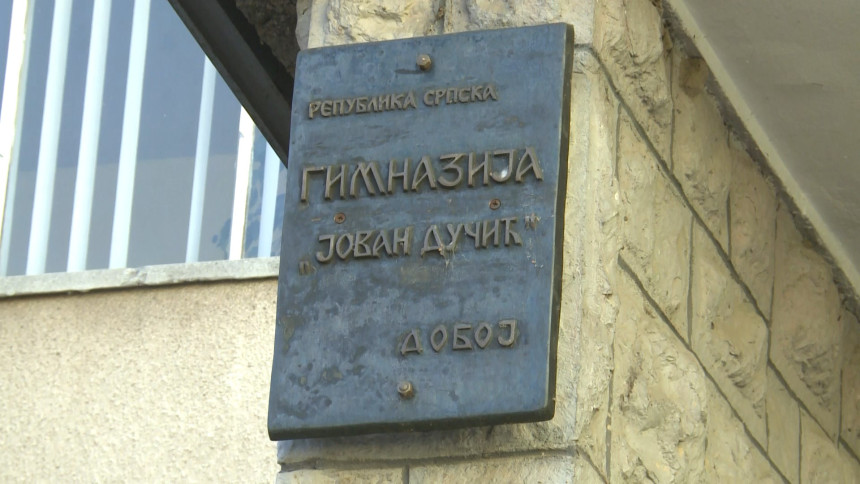 РЕПУБЛИКА СРПСКА
ГИМНАЗИЈА
„ЈОВАН ДУЧИЋ"
ДОБОЈ